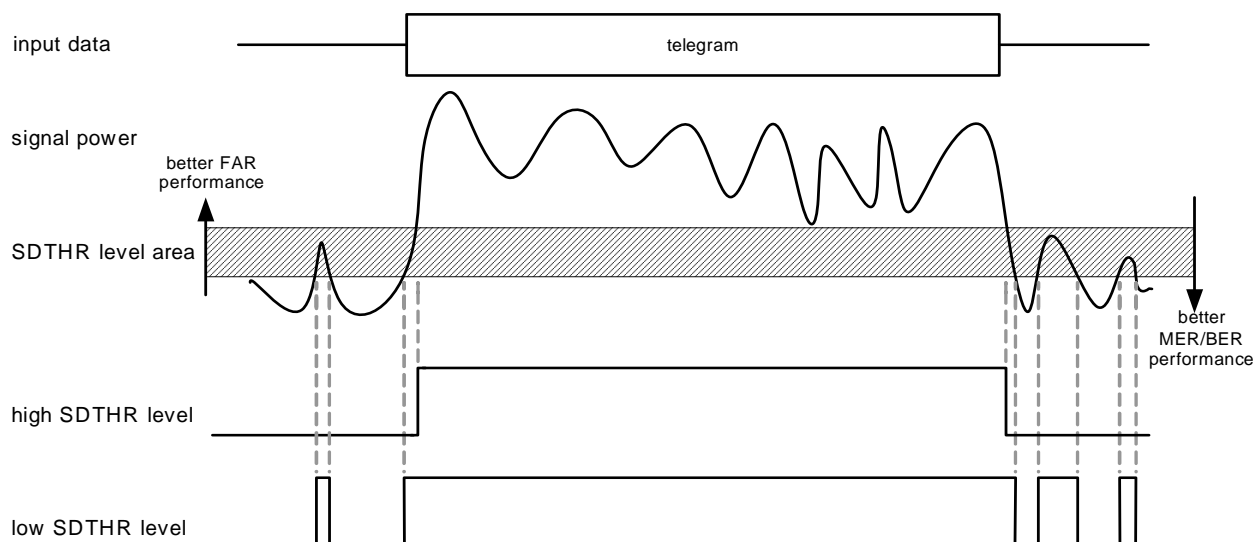 input data
telegram
signal power
better FAR
performance
SDTHR level area
better
MER/BER
performance
high SDTHR level
low SDTHR level